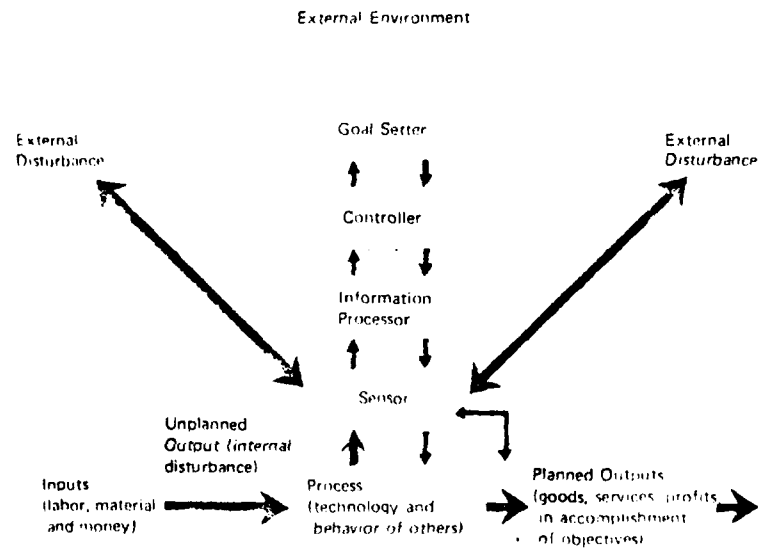 External Environment
Goal Setter
External
Disturbance
External
Disturbance
Controller
Information
Processor
Sensor
Unplanned
Output (internal
disturbance)
Inputs
(labor, material
and money)
Process
(technology and
behavior of others)
Planned Outputs
(goods, services, profits
in accomplishment
of objectives)